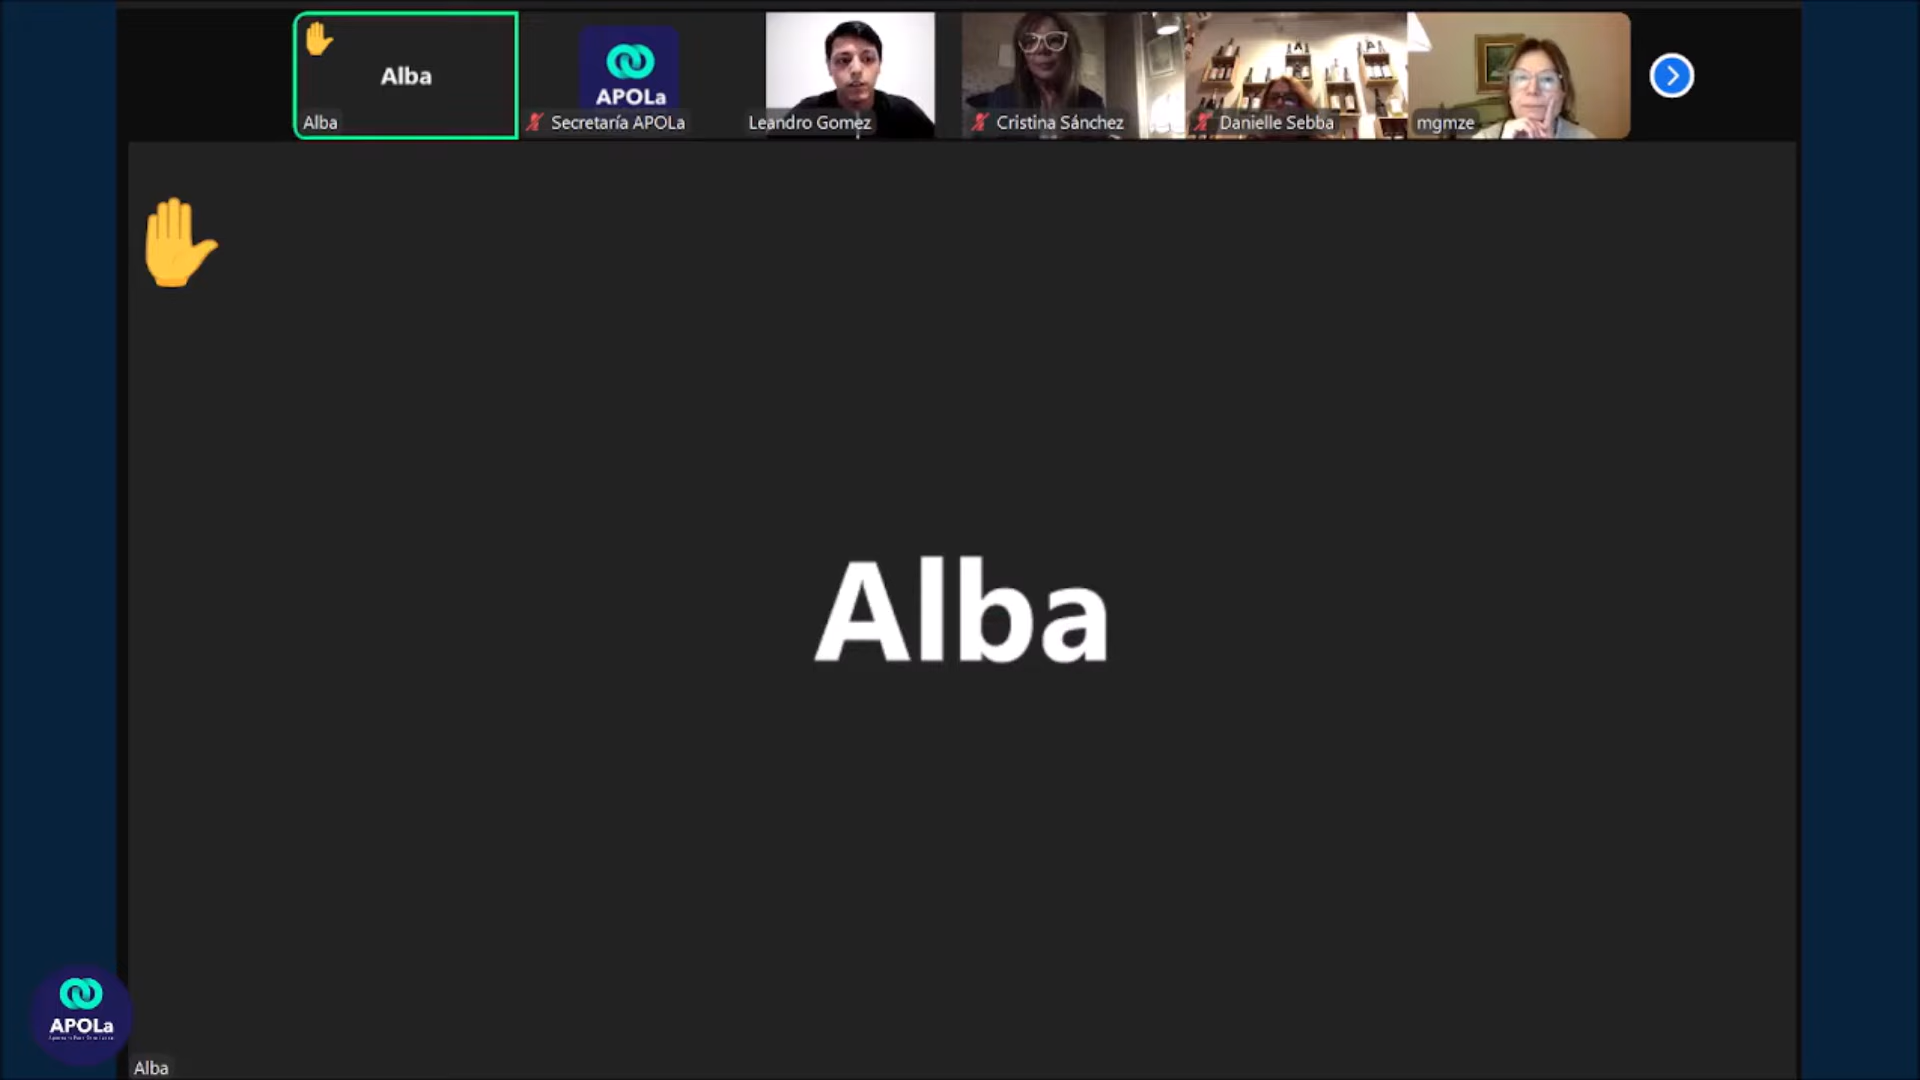 Alba
Alba
APOLa
Secretaría APOLa
Leandro Gomez
Cristina Sánchez
Danielle Sebba
mgmze
Alba
APOLa
Alba